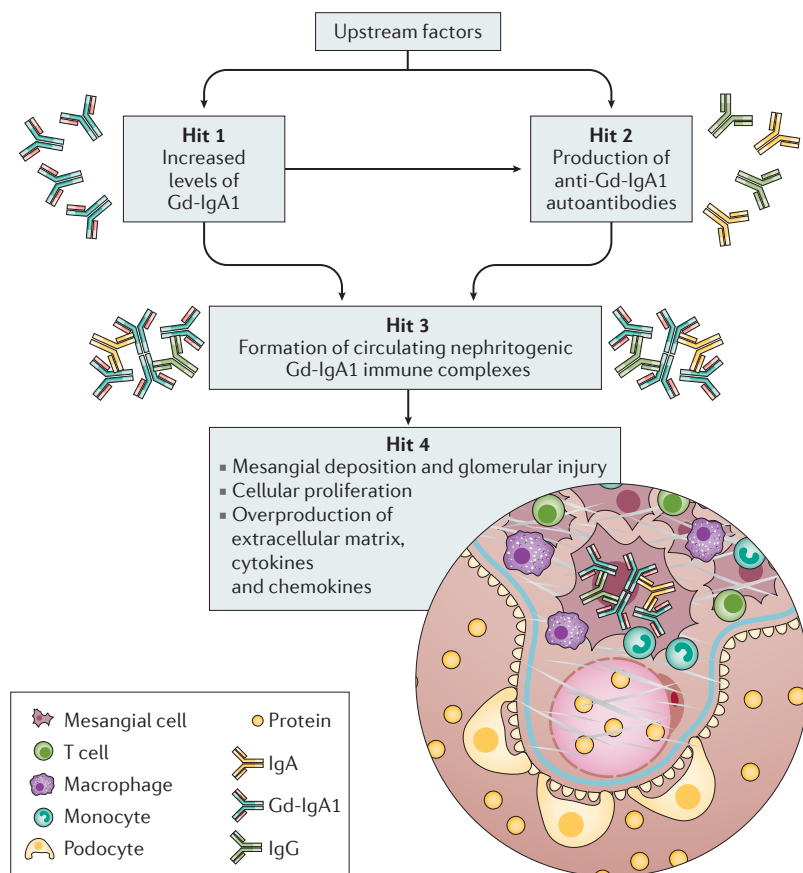 Upstream factors
Hit 1
Increased
levels of
Gd-IgA1
Hit 2
Production of
anti-Gd-IgA1
autoantibodies
Hit 3
Formation of circulating nephritogenic
Gd-IgA1 immune complexes
Hit 4
▪ Mesangial deposition and glomerular injury
▪ Cellular proliferation
▪ Overproduction of
extracellular matrix,
cytokines
and chemokines
Mesangial cell
T cell
Macrophage
Monocyte
Podocyte
Protein
IgA
Gd-IgA1
IgG